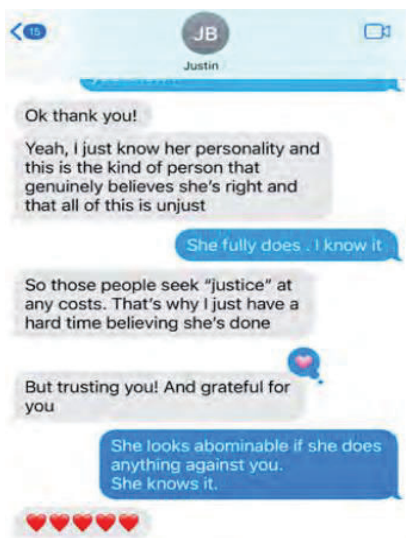 15
JB
Justin
Ok thank you!
Yeah, I just know her personality and
this is the kind of person that
genuinely believes she's right and
that all of this is unjust
She fully does . I know it
So those people seek "justice" at
any costs. That's why I just have a
hard time believing she's done
But trusting you! And grateful for
you
She looks abominable if she does
anything against you.
She knows it.